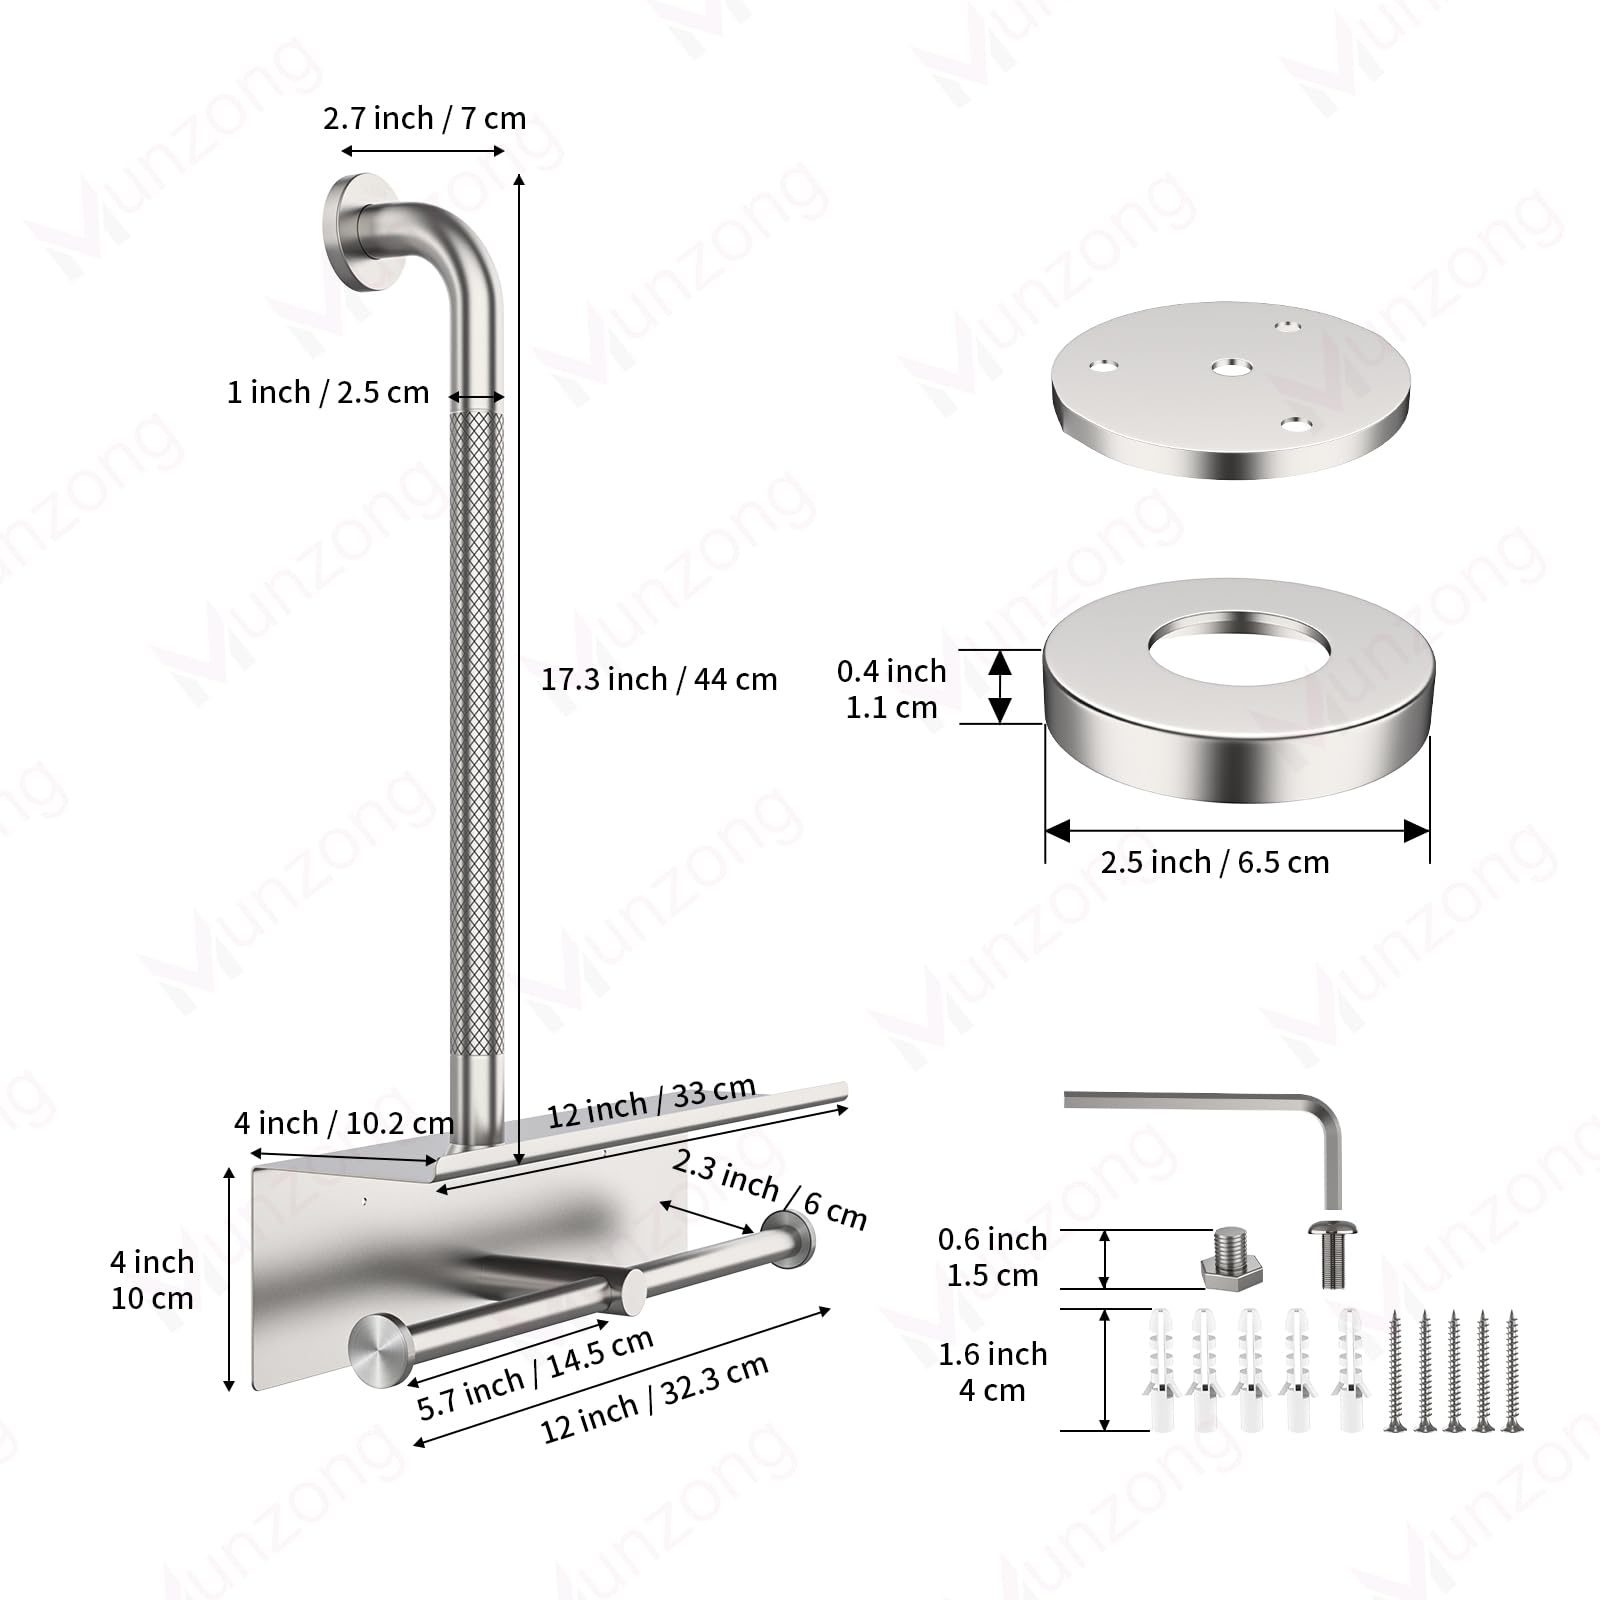 2.7 inch / 7 cm
1 inch / 2.5 cm
17.3 inch / 44 cm
0.4 inch
1.1 cm
2.5 inch / 6.5 cm
4 inch / 10.2 cm
12 inch / 33 cm
2.3 inch / 6 cm
4 inch
10 cm
5.7 inch / 14.5 cm
12 inch / 32.3 cm
0.6 inch
1.5 cm
1.6 inch
4 cm
Munzong